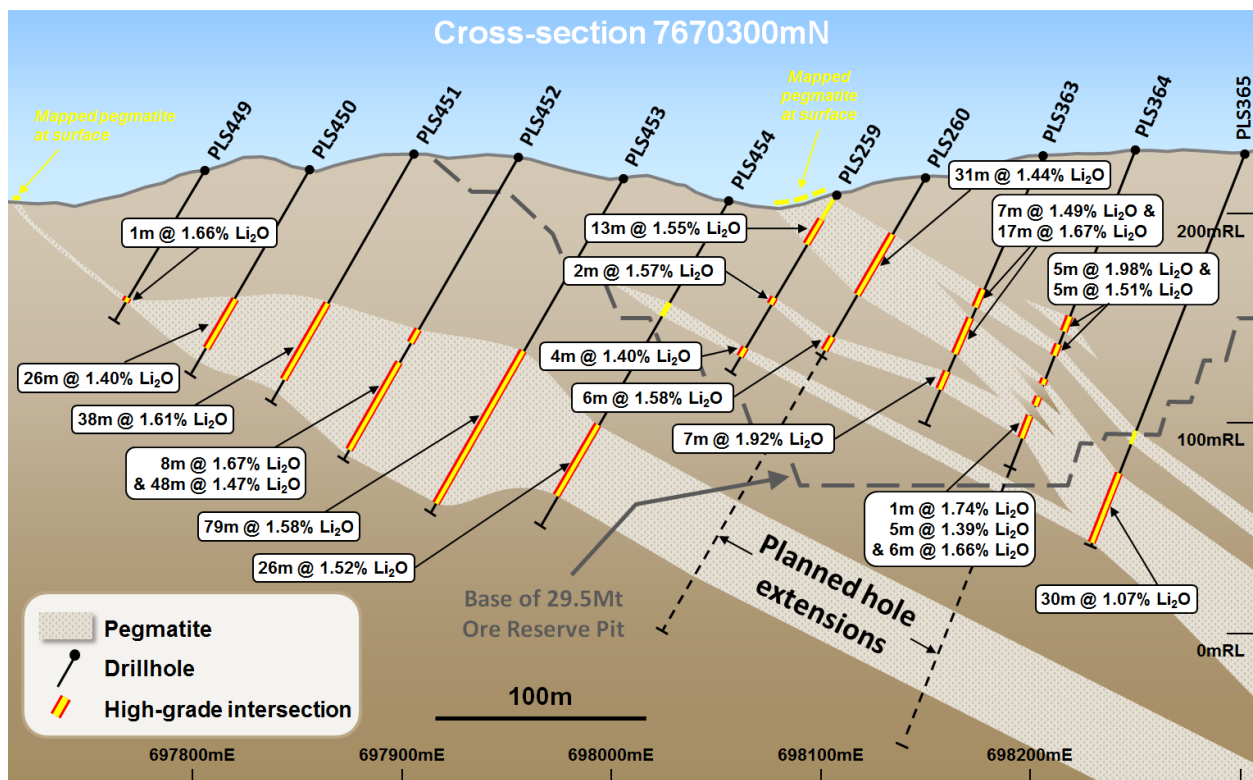 Cross-section 7670300mN
Mapped pegmatite
at surface
PLS449
PLS450
PLS451
PLS452
PLS453
PLS454
Mapped
pegmatite
at surface
PLS259
PLS260
PLS363
PLS364
PLS365
1m @ 1.66% Li₂O
26m @ 1.40% Li₂O
38m @ 1.61% Li₂O
8m @ 1.67% Li₂O
& 48m @ 1.47% Li₂O
79m @ 1.58% Li₂O
26m @ 1.52% Li₂O
13m @ 1.55% Li₂O
2m @ 1.57% Li₂O
4m @ 1.40% Li₂O
6m @ 1.58% Li₂O
7m @ 1.92% Li₂O
31m @ 1.44% Li₂O
7m @ 1.49% Li₂O &
17m @ 1.67% Li₂O
5m @ 1.98% Li₂O &
5m @ 1.51% Li₂O
1m @ 1.74% Li₂O
5m @ 1.39% Li₂O
& 6m @ 1.66% Li₂O
30m @ 1.07% Li₂O
200mRL
100mRL
0mRL
Base of 29.5Mt
Ore Reserve Pit
Planned hole
extensions
Pegmatite
Drillhole
High-grade intersection
100m
697800mE
697900mE
698000mE
698100mE
698200mE